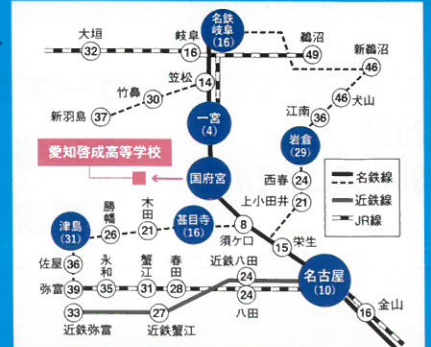 名鉄
岐阜
(16)
大垣
32
岐阜
16
鵜沼
49
新鵜沼
46
笠松
14
竹鼻
30
新羽島
37
一宮
(4)
犬山
46
江南
36
岩倉
(29)
愛知啓成高等学校
国府宮
西春
24
上小田井
21
名鉄線
近鉄線
JR線
津島
(31)
勝幡
26
木田
21
甚目寺
(16)
須ケ口
8
栄生
15
名古屋
(10)
金山
16
佐屋
36
弥富
39
永和
35
蟹江
31
春田
28
近鉄八田
24
24
八田
33
近鉄弥富
27
近鉄蟹江